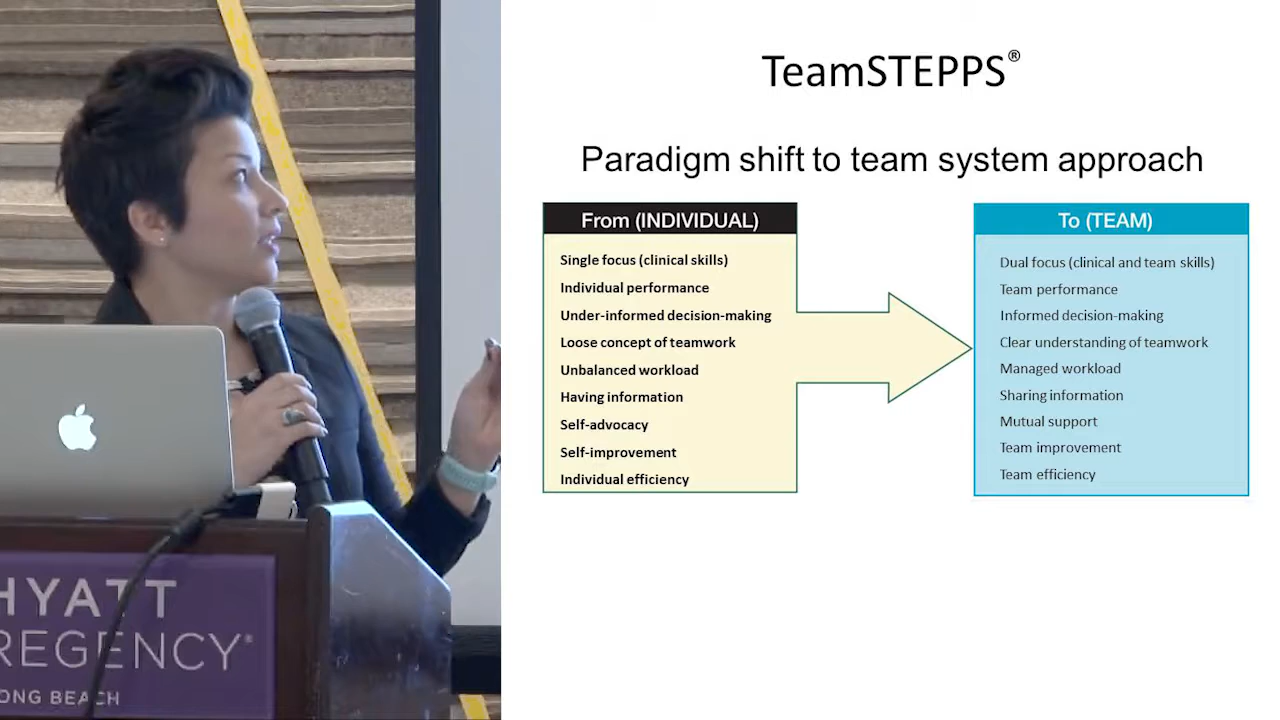 TeamSTEPPS®
Paradigm shift to team system approach
From (INDIVIDUAL)
Single focus (clinical skills)
Individual performance
Under-informed decision-making
Loose concept of teamwork
Unbalanced workload
Having information
Self-advocacy
Self-improvement
Individual efficiency
To (TEAM)
Dual focus (clinical and team skills)
Team performance
Informed decision-making
Clear understanding of teamwork
Managed workload
Sharing information
Mutual support
Team improvement
Team efficiency
HYATT
REGENCY®
ONG BEACH